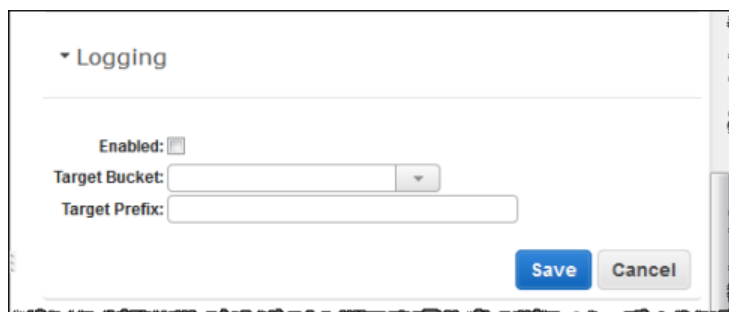 Logging
Enabled:
Target Bucket:
Target Prefix:
Save Cancel